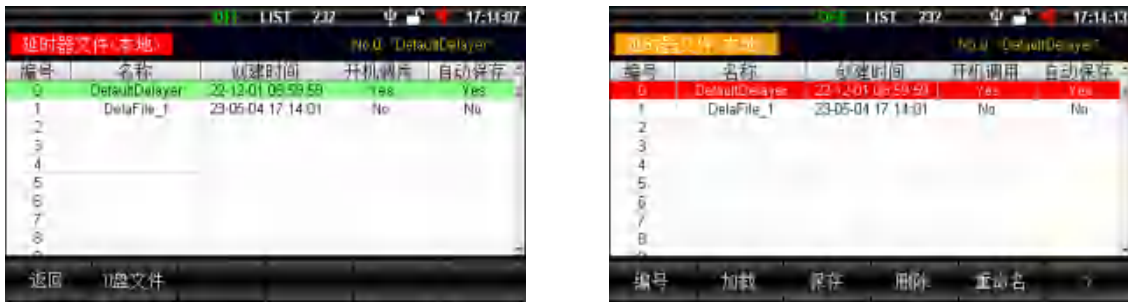 OFF LIST 232 17:14:07
延时器文件(本地) No.0 "DefaultDelayer"
编号 名称 创建时间 开机调用 自动保存
0 DefaultDelayer 22-12-01 08:59:59 Yes Yes
1 DelaFile_1 23-05-04 17:14:01 No No
2
3
4
5
6
7
8
返回 U盘文件
OFF LIST 232 17:14:13
延时器文件(本地) No.0 "DefaultDelayer"
编号 名称 创建时间 开机调用 自动保存
0 DefaultDelayer 22-12-01 08:59:59 Yes Yes
1 DelaFile_1 23-05-04 17:14:01 No No
2
3
4
5
6
7
8
编号 加载 保存 删除 重命名